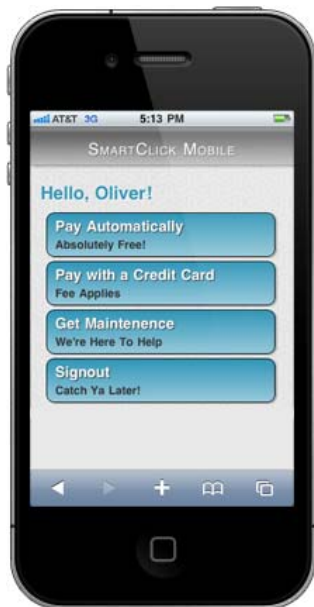 AT&T 3G 5:13 PM
SMARTCLICK MOBILE
Hello, Oliver!
Pay Automatically
Absolutely Free!
Pay with a Credit Card
Fee Applies
Get Maintenence
We're Here To Help
Signout
Catch Ya Later!